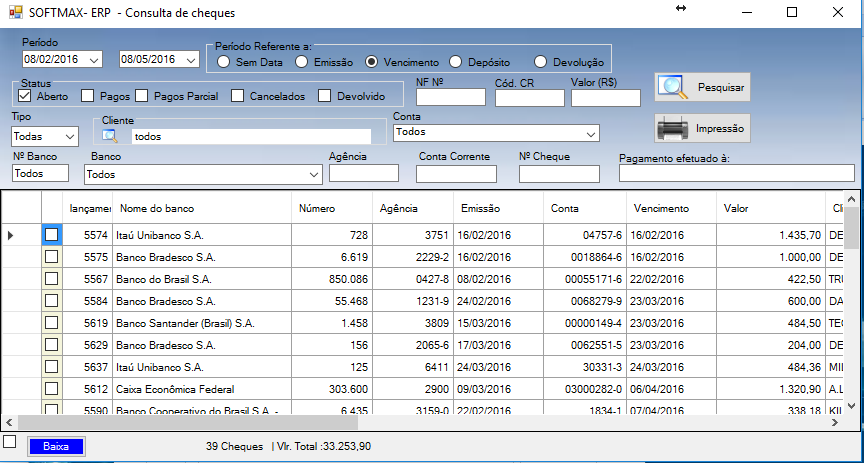 SOFTMAX- ERP - Consulta de cheques
Período
08/02/2016 08/05/2016
Período Referente a:
Sem Data Emissão Vencimento Depósito Devolução
Status
Aberto Pagos Pagos Parcial Cancelados Devolvido
NF Nº Cód. CR Valor (R$)
Pesquisar
Tipo
Todas
Cliente
todos
Conta
Todos
Impressão
Nº Banco Banco Agência Conta Corrente Nº Cheque Pagamento efetuado à:
Todos Todos
lançame Nome do banco Número Agência Emissão Conta Vencimento Valor Cli
5574 Itaú Unibanco S.A. 728 3751 16/02/2016 04757-6 16/02/2016 1.435,70 DE
5575 Banco Bradesco S.A. 6.619 2229-2 16/02/2016 0018864-6 16/02/2016 1.000,00 DE
5567 Banco do Brasil S.A. 850.086 0427-8 08/02/2016 00055171-6 22/02/2016 422,50 TRU
5584 Banco Bradesco S.A. 55.468 1231-9 24/02/2016 0068279-9 23/03/2016 600,00 DA
5619 Banco Santander (Brasil) S.A. 1.458 3809 15/03/2016 00000149-4 23/03/2016 484,50 TEC
5629 Banco Bradesco S.A. 156 2065-6 17/03/2016 0062551-5 23/03/2016 204,00 DE
5637 Itaú Unibanco S.A. 125 6411 24/03/2016 30331-3 24/03/2016 484,36 MIL
5612 Caixa Econômica Federal 303.600 2900 09/03/2016 03000282-0 06/04/2016 1.320,90 A.L
5590 Banco Cooperativo do Brasil S.A. - 6.435 3159-0 22/02/2016 1834-1 07/04/2016 338,18 KIL
Baixa 39 Cheques | Vlr. Total :33.253,90